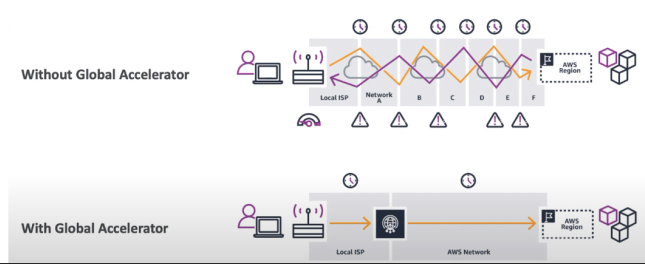 Without Global Accelerator
Local ISP
Network
A
B
C
D
E
F
AWS
Region
With Global Accelerator
Local ISP
AWS Network
AWS
Region